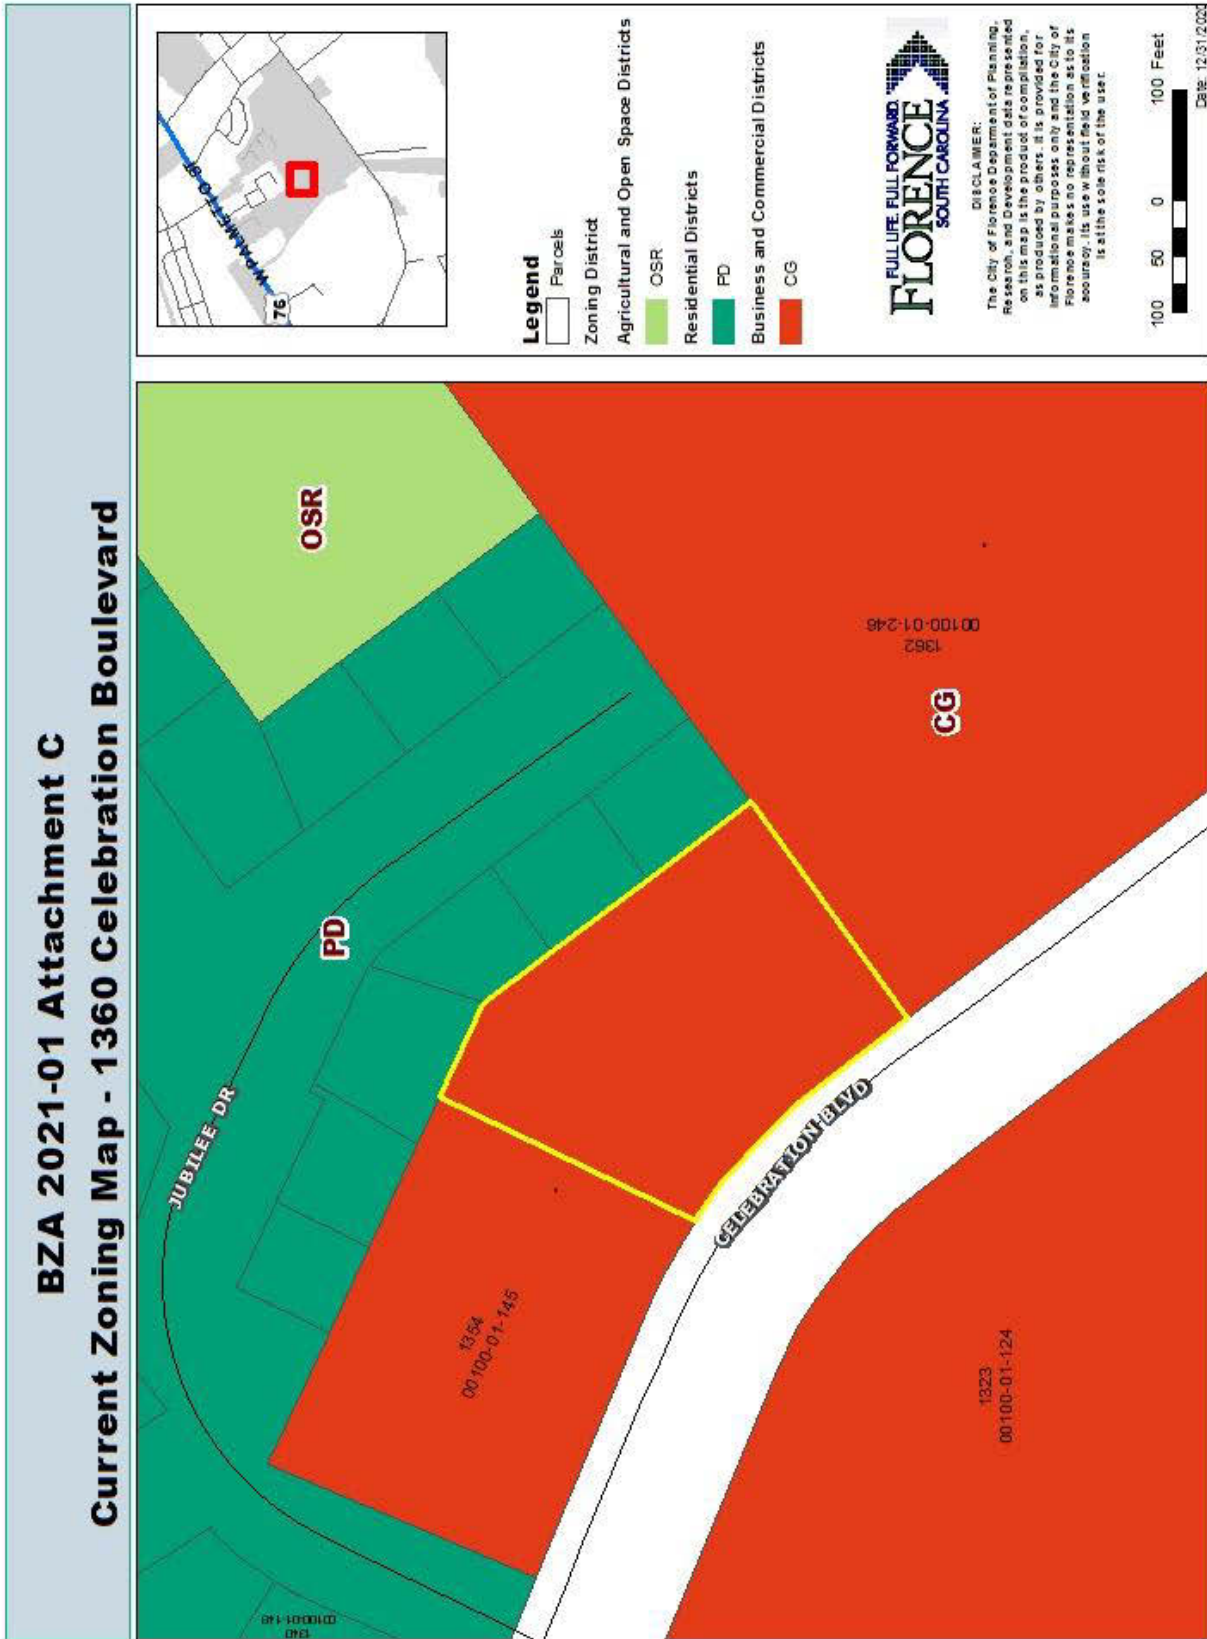 BZA 2021-01 Attachment C
Current Zoning Map - 1360 Celebration Boulevard
JUBILEE DR
PD
OSR
1354
00100-01-145
CELEBRATION BLVD
1362
00100-01-246
CG
1323
00100-01-124
1340
W PALMETTO ST
76
Legend
Parcels
Zoning District
Agricultural and Open Space Districts
OSR
Residential Districts
PD
Business and Commercial Districts
CG
FULL LIFE. FULL FORWARD.
FLORENCE
SOUTH CAROLINA
DISCLAIMER:
The City of Florence Department of Planning,
Research, and Development data represented
on this map is the product of compilation,
as produced by others. It is provided for
informational purposes only and the City of
Florence makes no representation as to its
accuracy. Its use without field verification
is at the sole risk of the user.
100 50 0 100 Feet
Date: 12/31/2020